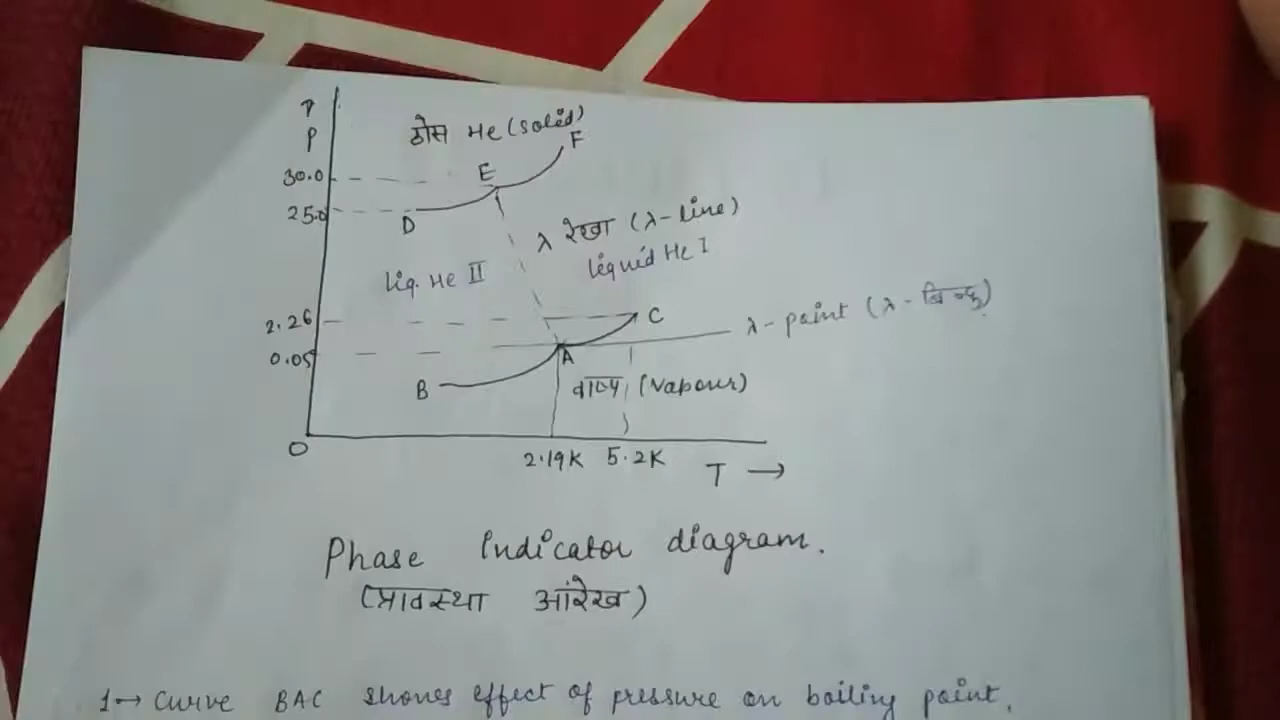 ↑
P
ठोस He (solid)
F
E
30.0
25.0
D
λ रेखा (λ-line)
liquid He I
Liq. He II
2.26
C
λ-point (λ-बिन्दु)
0.05
A
B
वाष्प (Vapour)
O
2.19K 5.2K
T →
Phase Indicator diagram.
(प्रावस्था आंरेख)
1→ Curve BAC shows effect of pressure on boiling point.